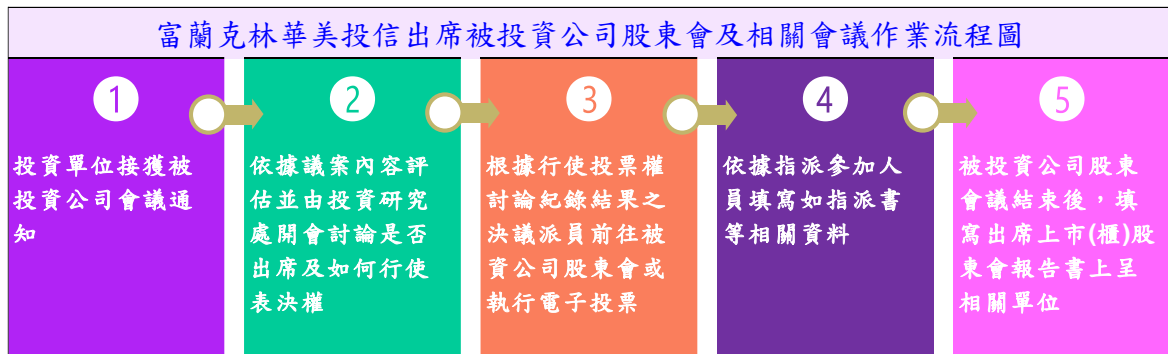 富蘭克林華美投信出席被投資公司股東會及相關會議作業流程圖
1
投資單位接獲被
投資公司會議通
知
2
依據議案內容評
估並由投資研究
處開會討論是否
出席及如何行使
表決權
3
根據行使投票權
討論紀錄結果之
決議派員前往被
資公司股東會或
執行電子投票
4
依據指派參加人
員填寫如指派書
等相關資料
5
被投資公司股東
會議結束後，填
寫出席上市(櫃)股
東會報告書上呈
相關單位